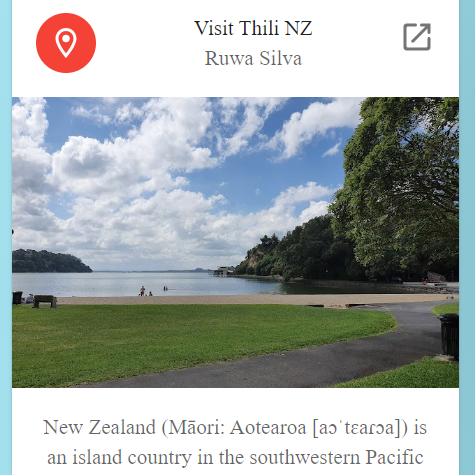 Visit Thili NZ
Ruwa Silva
New Zealand (Māori: Aotearoa [aɔˈtɛaɾɔa]) is
an island country in the southwestern Pacific